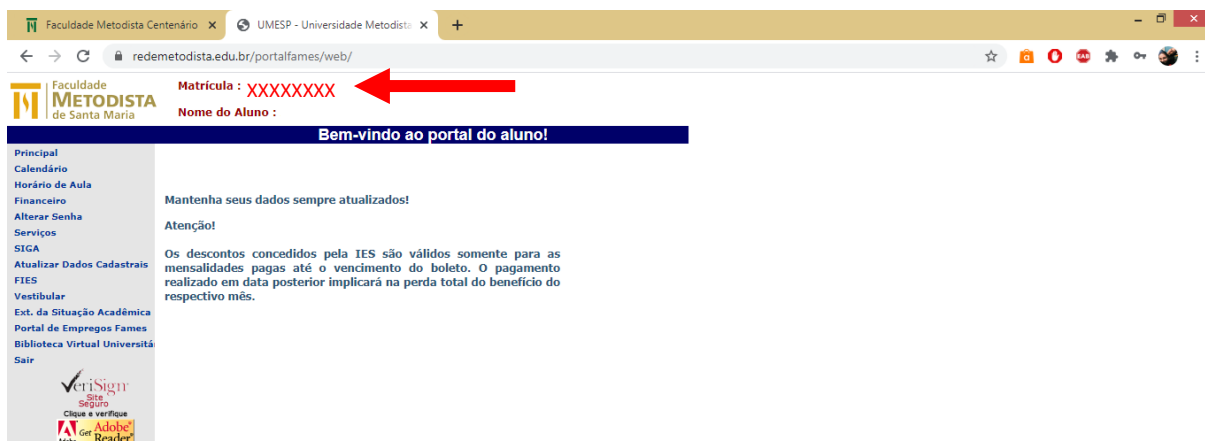 Faculdade Metodista Centenário
UMESP - Universidade Metodista
redemetodista.edu.br/portalfames/web/
Faculdade
METODISTA
de Santa Maria
Matrícula : XXXXXXXX
Nome do Aluno :
Bem-vindo ao portal do aluno!
Principal
Calendário
Horário de Aula
Financeiro
Alterar Senha
Serviços
SIGA
Atualizar Dados Cadastrais
FIES
Vestibular
Ext. da Situação Acadêmica
Portal de Empregos Fames
Biblioteca Virtual Universitá
Sair
Mantenha seus dados sempre atualizados!
Atenção!
Os descontos concedidos pela IES são válidos somente para as
mensalidades pagas até o vencimento do boleto. O pagamento
realizado em data posterior implicará na perda total do benefício do
respectivo mês.
VeriSign
Site
Seguro
Clique e verifique
Get Adobe
Adobe Reader